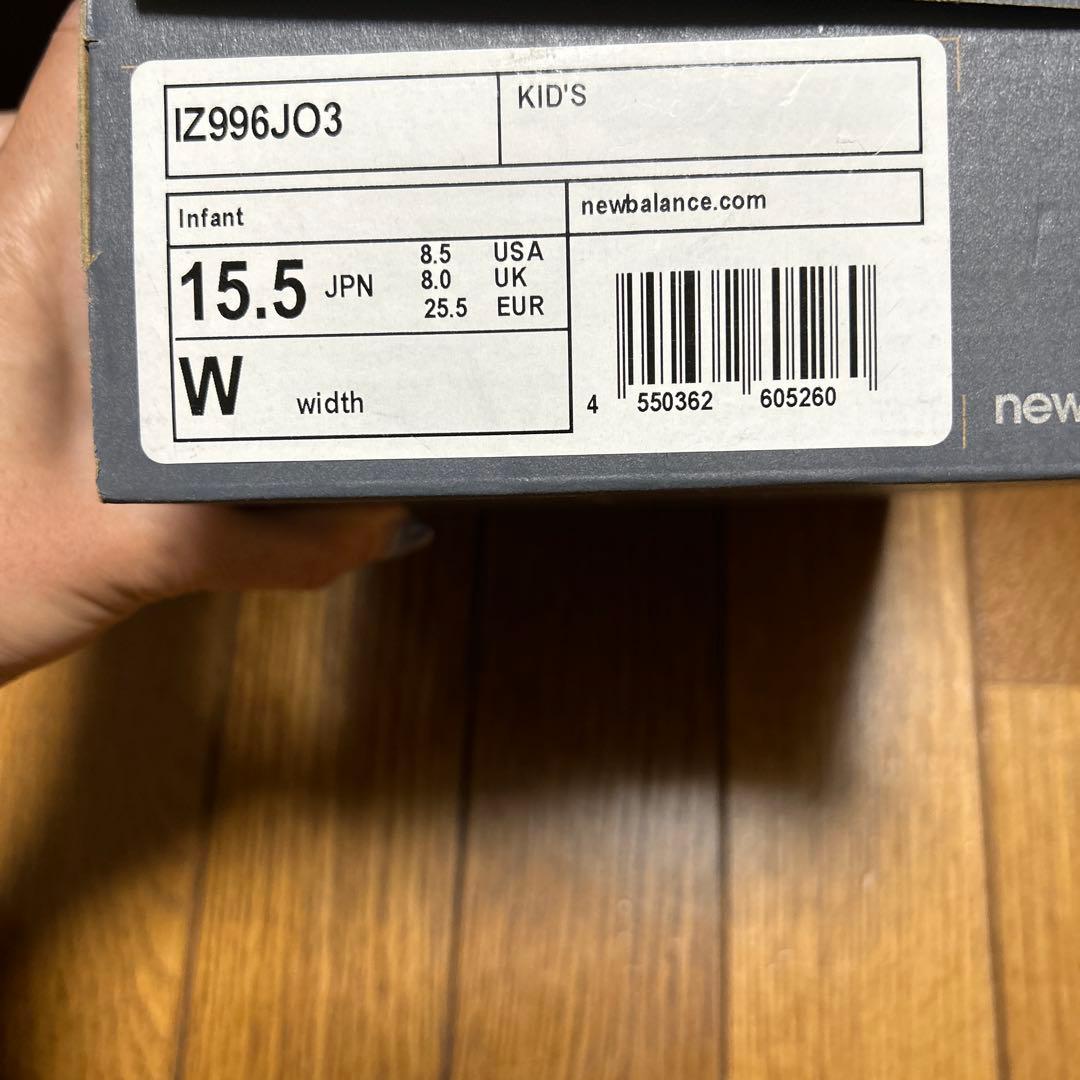 IZ996JO3
KID'S
Infant
newbalance.com
15.5 JPN
8.5 USA
8.0 UK
25.5 EUR
W width
4 550362 605260
new